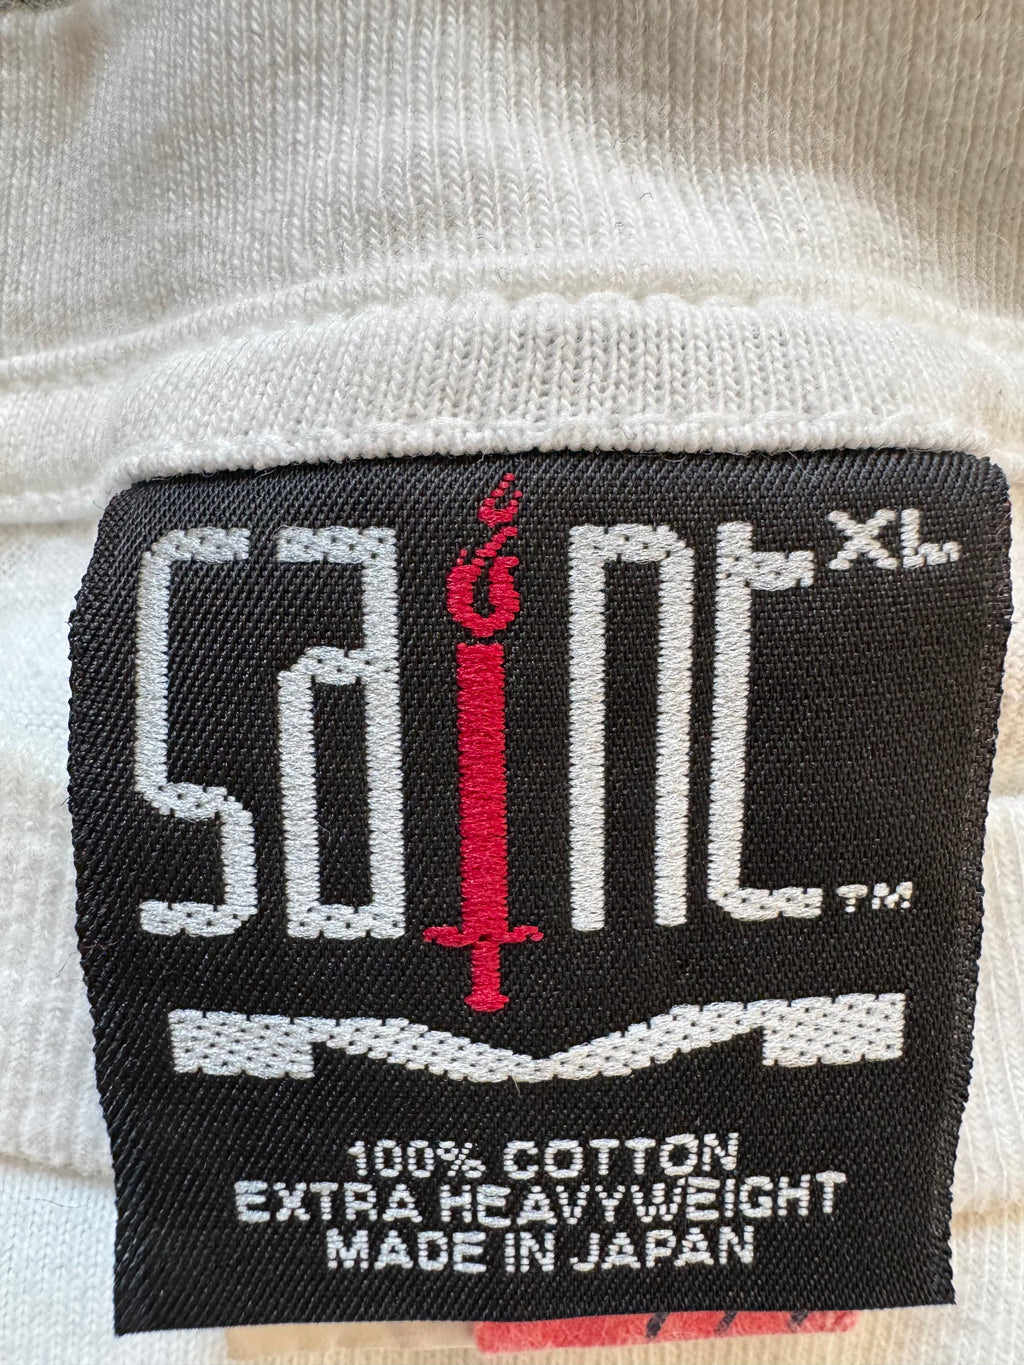 SaiNt XL
TM
100% COTTON
EXTRA HEAVYWEIGHT
MADE IN JAPAN